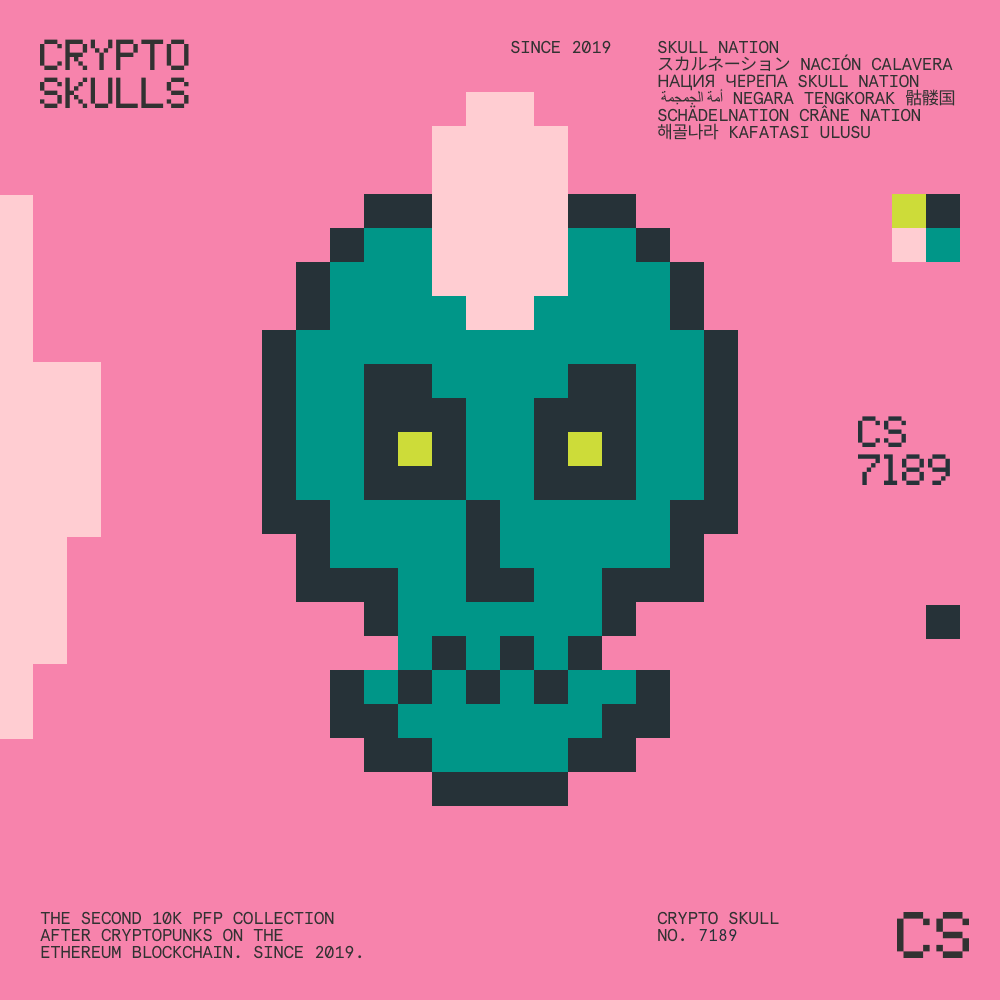 CRYPTO
SKULLS
SINCE 2019
SKULL NATION
スカルネーション NACIÓN CALAVERA
НАЦИЯ ЧЕРЕПА SKULL NATION
أمة الجمجمة NEGARA TENGKORAK 骷髅国
SCHÄDELNATION CRÂNE NATION
해골나라 KAFATASI ULUSU
CS
7189
THE SECOND 10K PFP COLLECTION
AFTER CRYPTOPUNKS ON THE
ETHEREUM BLOCKCHAIN. SINCE 2019.
CRYPTO SKULL
NO. 7189
CS